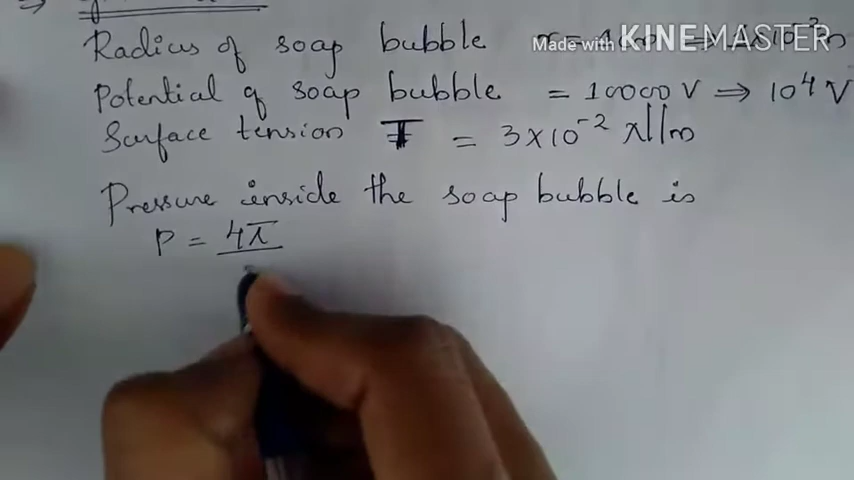 Radius of soap bubble r =
Made with KINEMASTER
Potential of soap bubble = 10000 V ⇒ 10⁴ V
Surface tension T = 3×10⁻² N/m
Pressure inside the soap bubble is
P = 4T